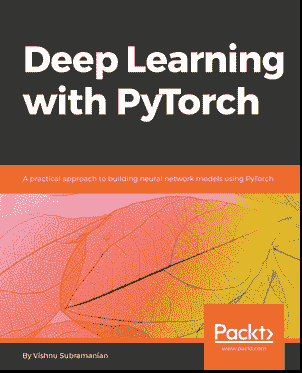 Deep Learning
with PyTorch
A practical approach to building neural network models using PyTorch
By Vishnu Subramanian
Packt>
www.packt.com